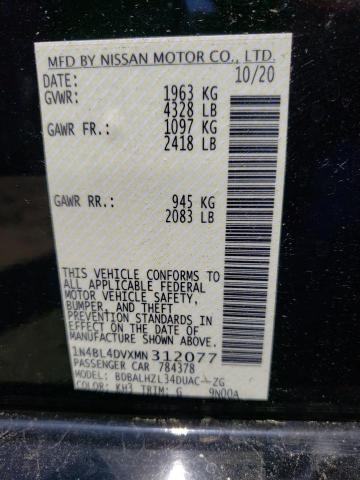 MFD BY NISSAN MOTOR CO., LTD.
DATE: 10/20
GVWR: 1963 KG
4328 LB
GAWR FR.: 1097 KG
2418 LB
GAWR RR.: 945 KG
2083 LB
THIS VEHICLE CONFORMS TO
ALL APPLICABLE FEDERAL
MOTOR VEHICLE SAFETY,
BUMPER, AND THEFT
PREVENTION STANDARDS IN
EFFECT ON THE DATE OF
MANUFACTURE SHOWN ABOVE.
1N4BL4DVXMN312077
PASSENGER CAR 784378
MODEL: BDBALHZL34DUAC-ZG
COLOR: KH3 TRIM: G 9N00A